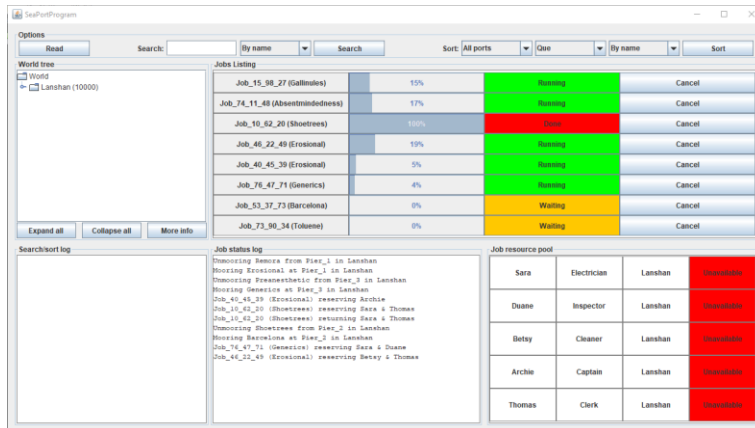 SeaPortProgram
Options
Read Search: By name Search Sort: All ports Que By name Sort
World tree
World
Lanshan (10000)
Expand all Collapse all More info
Jobs Listing
Job_15_98_27 (Gallinules) 15% Running Cancel
Job_74_11_48 (Absentmindedness) 17% Running Cancel
Job_10_62_20 (Shoetrees) 100% Done Cancel
Job_46_22_49 (Erosional) 19% Running Cancel
Job_40_45_39 (Erosional) 5% Running Cancel
Job_76_47_71 (Generics) 4% Running Cancel
Job_53_37_73 (Barcelona) 0% Waiting Cancel
Job_73_90_34 (Toluene) 0% Waiting Cancel
Search/sort log
Job status log
Unmooring Remora from Pier_1 in Lanshan
Mooring Erosional at Pier_1 in Lanshan
Unmooring Preanesthetic from Pier_3 in Lanshan
Mooring Generics at Pier_3 in Lanshan
Job_40_45_39 (Erosional) reserving Archie
Job_10_62_20 (Shoetrees) reserving Sara & Thomas
Job_10_62_20 (Shoetrees) returning Sara & Thomas
Unmooring Shoetrees from Pier_2 in Lanshan
Mooring Barcelona at Pier_2 in Lanshan
Job_76_47_71 (Generics) reserving Sara & Duane
Job_46_22_49 (Erosional) reserving Betsy & Thomas
Job resource pool
Sara Electrician Lanshan Unavailable
Duane Inspector Lanshan Unavailable
Betsy Cleaner Lanshan Unavailable
Archie Captain Lanshan Unavailable
Thomas Clerk Lanshan Unavailable